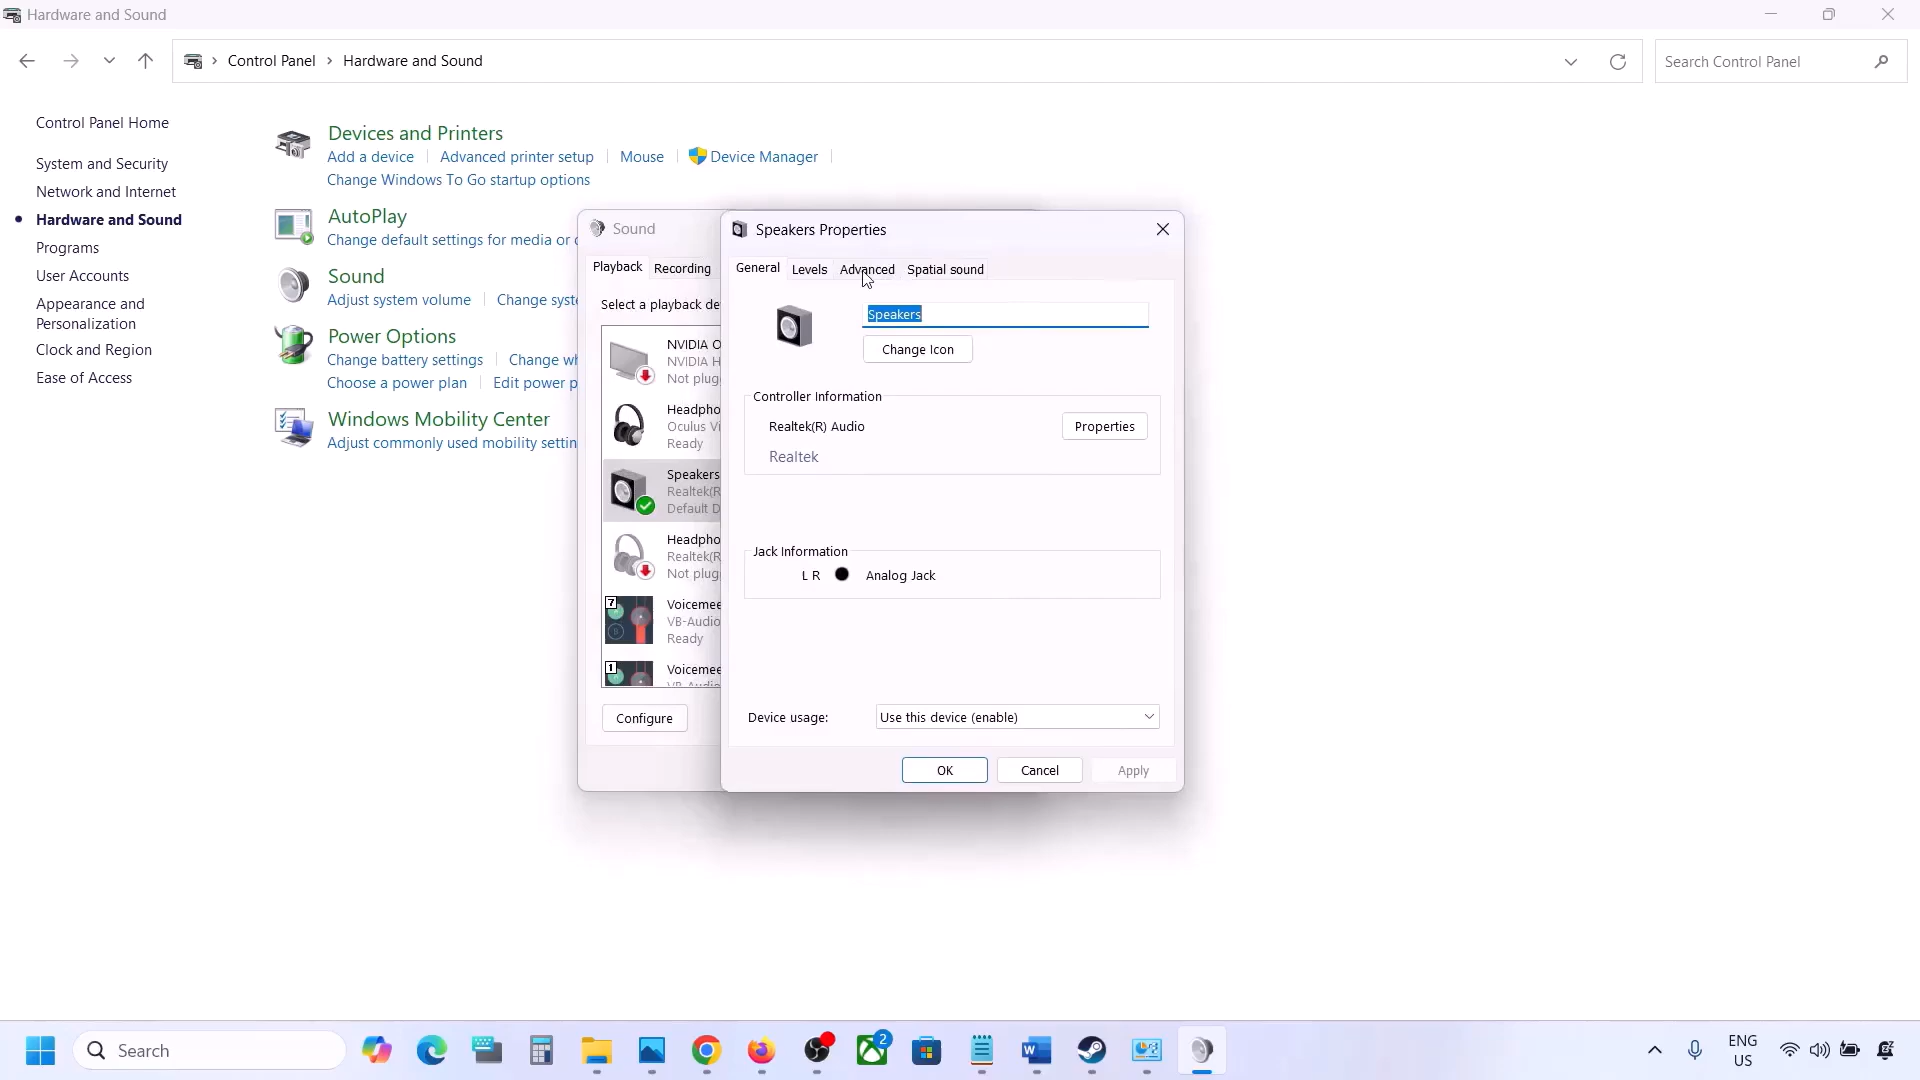 Hardware and Sound
Control Panel › Hardware and Sound
Search Control Panel
Control Panel Home
System and Security
Network and Internet
Hardware and Sound
Programs
User Accounts
Appearance and
Personalization
Clock and Region
Ease of Access
Devices and Printers
Add a device
Advanced printer setup
Mouse
Device Manager
Change Windows To Go startup options
AutoPlay
Change default settings for media or
Sound
Adjust system volume
Change syste
Power Options
Change battery settings
Change wh
Choose a power plan
Edit power p
Windows Mobility Center
Adjust commonly used mobility settin
Sound
Playback
Recording
Select a playback de
NVIDIA O
NVIDIA H
Not plug
Headpho
Oculus Vi
Ready
Speakers
Realtek(R
Default D
Headpho
Realtek(R
Not plug
7
Voicemee
VB-Audio
Ready
1
Voicemee
VB-Audio
Configure
Speakers Properties
General
Levels
Advanced
Spatial sound
Speakers
Change Icon
Controller Information
Realtek(R) Audio
Properties
Realtek
Jack Information
L R
Analog Jack
Device usage:
Use this device (enable)
OK
Cancel
Apply
Search
2
ENG
US